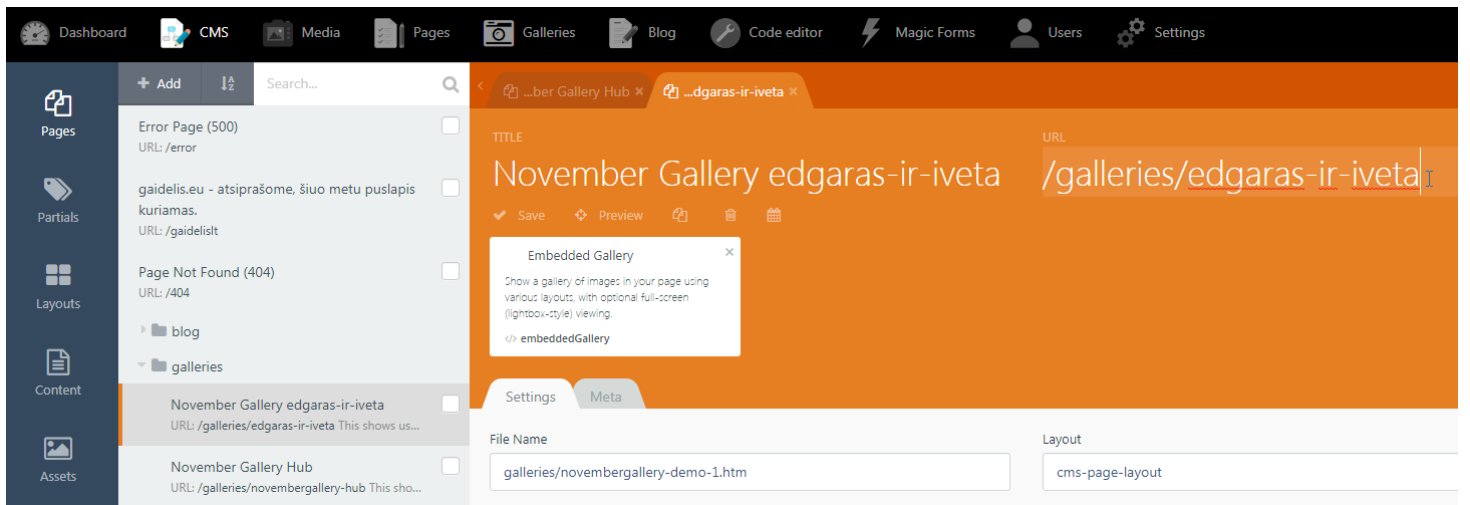 Dashboard CMS Media Pages Galleries Blog Code editor Magic Forms Users Settings
Pages
Partials
Layouts
Content
Assets
+ Add Search...
Error Page (500)
URL: /error
gaidelis.eu - atsiprašome, šiuo metu puslapis
kuriamas.
URL: /gaidelislt
Page Not Found (404)
URL: /404
blog
galleries
November Gallery edgaras-ir-iveta
URL: /galleries/edgaras-ir-iveta This shows us...
November Gallery Hub
URL: /galleries/novembergallery-hub This sho...
...ber Gallery Hub × ...dgaras-ir-iveta ×
TITLE URL
November Gallery edgaras-ir-iveta /galleries/edgaras-ir-iveta
Save Preview
Embedded Gallery ×
Show a gallery of images in your page using
various layouts, with optional full-screen
(lightbox-style) viewing.
</> embeddedGallery
Settings Meta
File Name Layout
galleries/novembergallery-demo-1.htm cms-page-layout